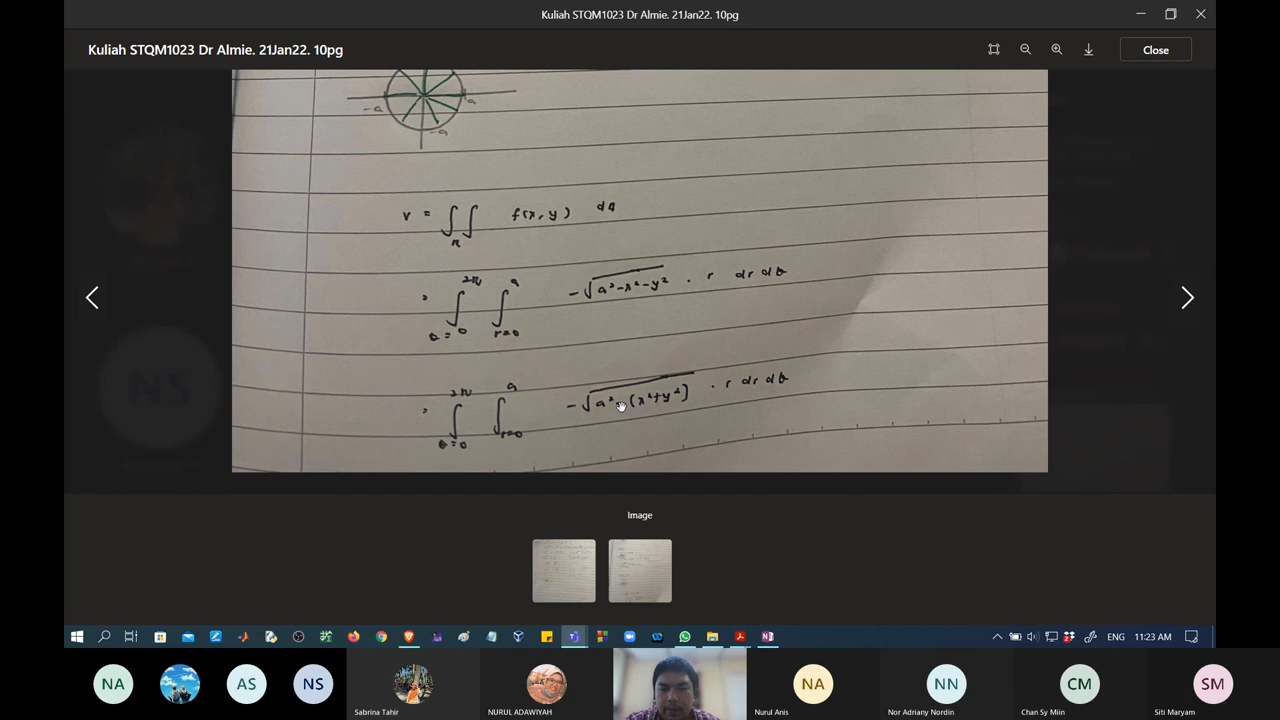 Kuliah STQM1023 Dr Almie. 21Jan22. 10pg
Kuliah STQM1023 Dr Almie. 21Jan22. 10pg
Close
-a
a
-a
V = ∫∫ f(x,y) dA
R
2π a
= ∫ ∫ -√a²-x²-y² . r dr dθ
θ=0 r=0
2π a
= ∫ ∫ -√a²-(x²+y²) . r dr dθ
θ=0 r=0
NS
Image
ENG 11:23 AM
NA
AS
NS
NA
NN
CM
SM
Sabrina Tahir
NURUL ADAWIYAH
Nurul Anis
Nor Adriany Nordin
Chan Sy Miin
Siti Maryam